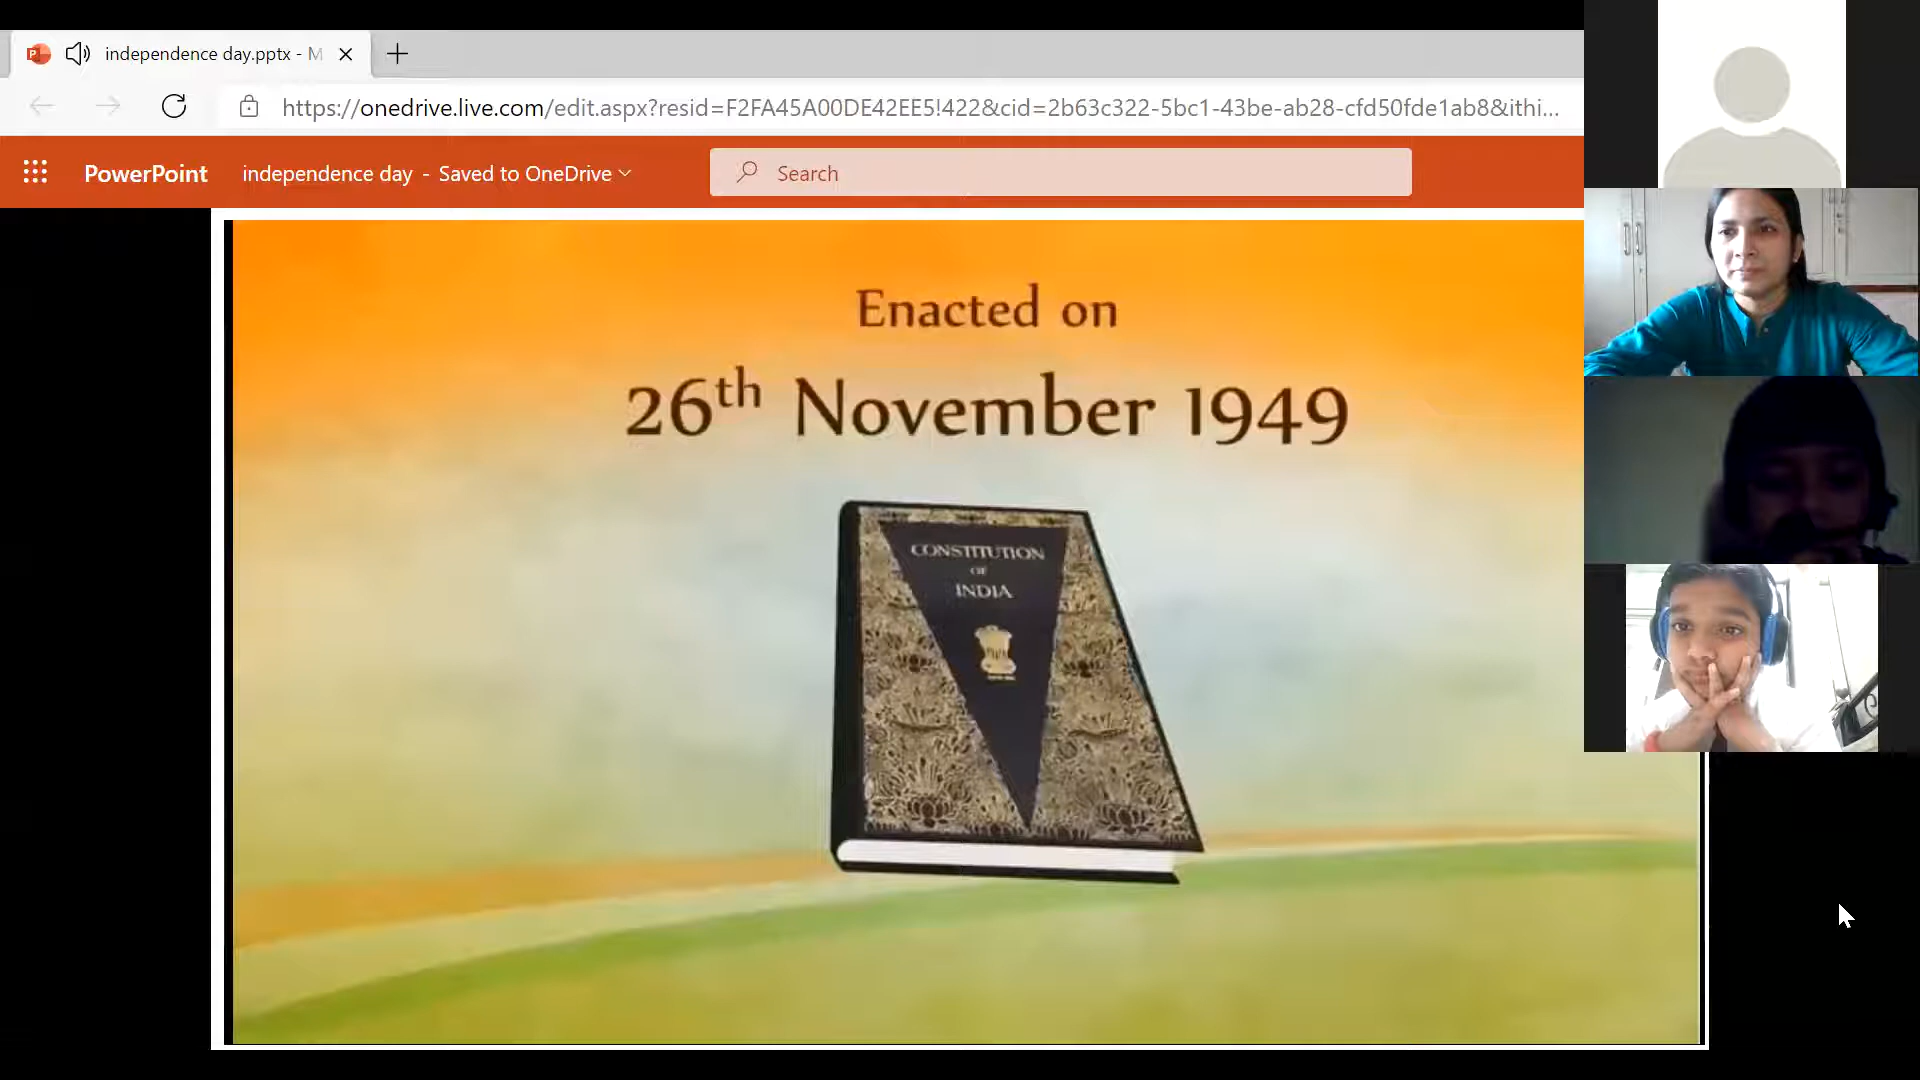 independence day.pptx - M
https://onedrive.live.com/edit.aspx?resid=F2FA45A00DE42EE5!422&cid=2b63c322-5bc1-43be-ab28-cfd50fde1ab8&ithi...
PowerPoint independence day - Saved to OneDrive Search
Enacted on
26th November 1949
CONSTITUTION
OF
INDIA